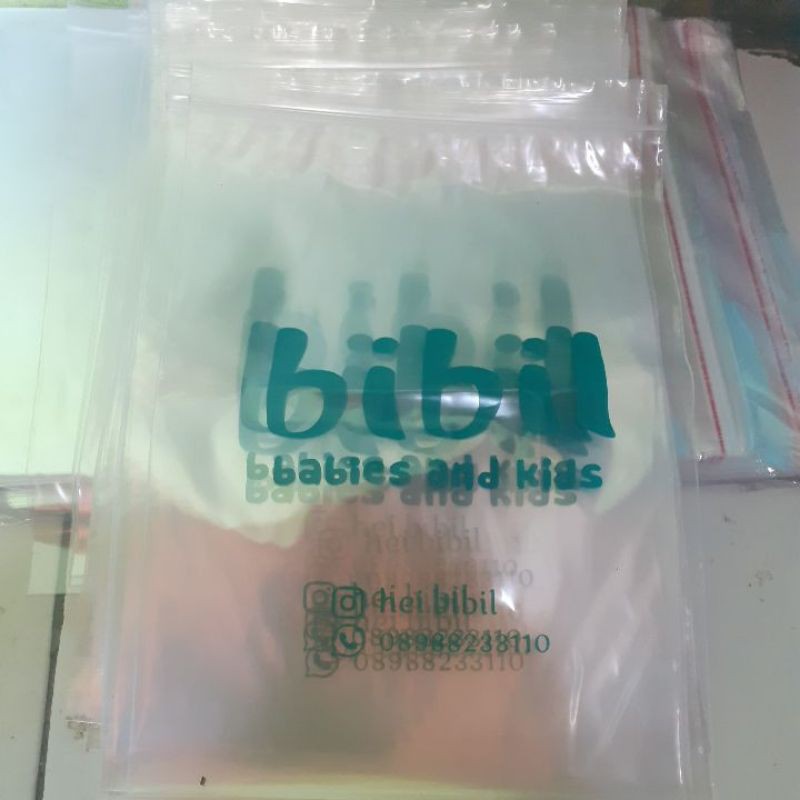 bibil
babies and kids
hei bibil
08988233110